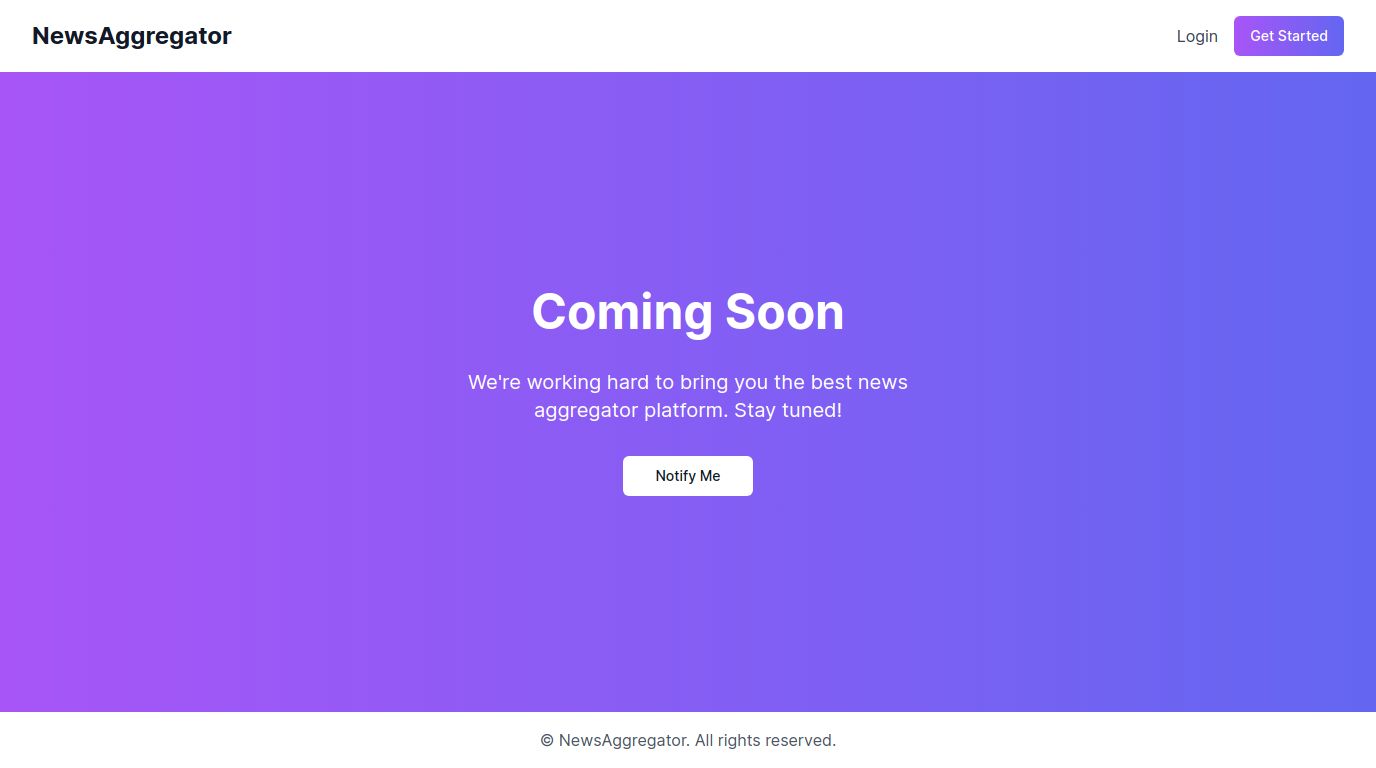 NewsAggregator
Login
Get Started
Coming Soon
We're working hard to bring you the best news
aggregator platform. Stay tuned!
Notify Me
© NewsAggregator. All rights reserved.